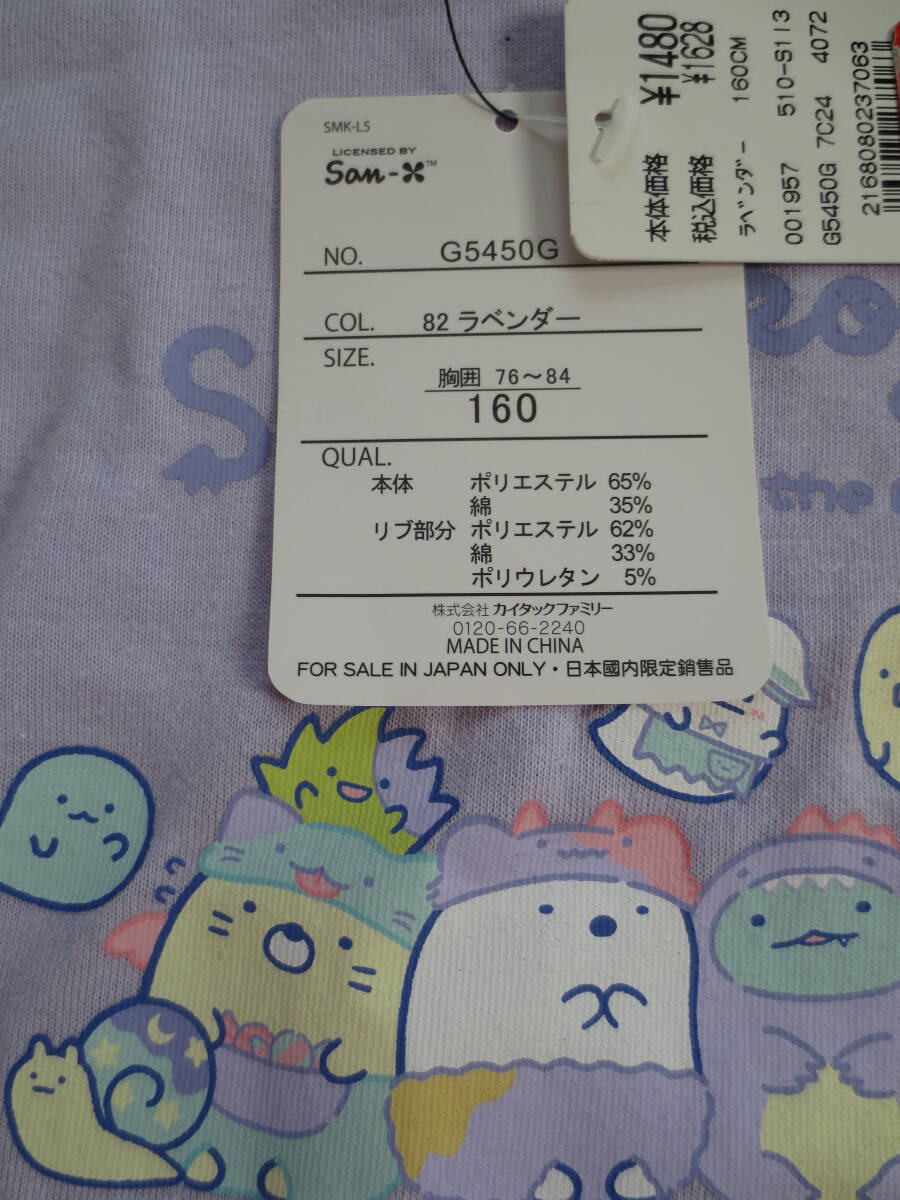 SMK-L5
LICENSED BY
San-X™
NO. G5450G
COL. 82 ラベンダー
SIZE.
胸囲 76～84
160
QUAL.
本体 ポリエステル 65%
綿 35%
リブ部分 ポリエステル 62%
綿 33%
ポリウレタン 5%
株式会社 カイタックファミリー
0120-66-2240
MADE IN CHINA
FOR SALE IN JAPAN ONLY・日本國内限定銷售品
本体価格 ¥1480
税込価格 ¥1628
ﾗﾍﾞﾝﾀﾞｰ 160CM
001957 510-S113
G5450G 7C24 4072
2168080237063
the